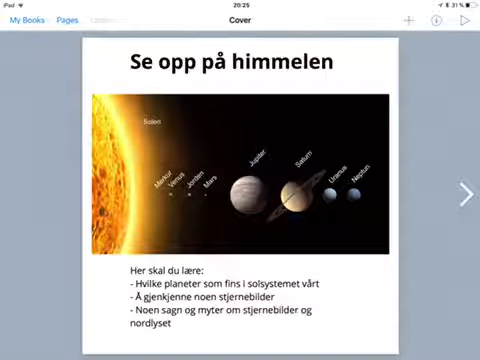 iPad
20:25
31 %
My Books
Pages
Cover
Se opp på himmelen
Solen
Merkur
Venus
Jorden
Mars
Jupiter
Saturn
Uranus
Neptun
Her skal du lære:
- Hvilke planeter som fins i solsystemet vårt
- Å gjenkjenne noen stjernebilder
- Noen sagn og myter om stjernebilder og
nordlyset